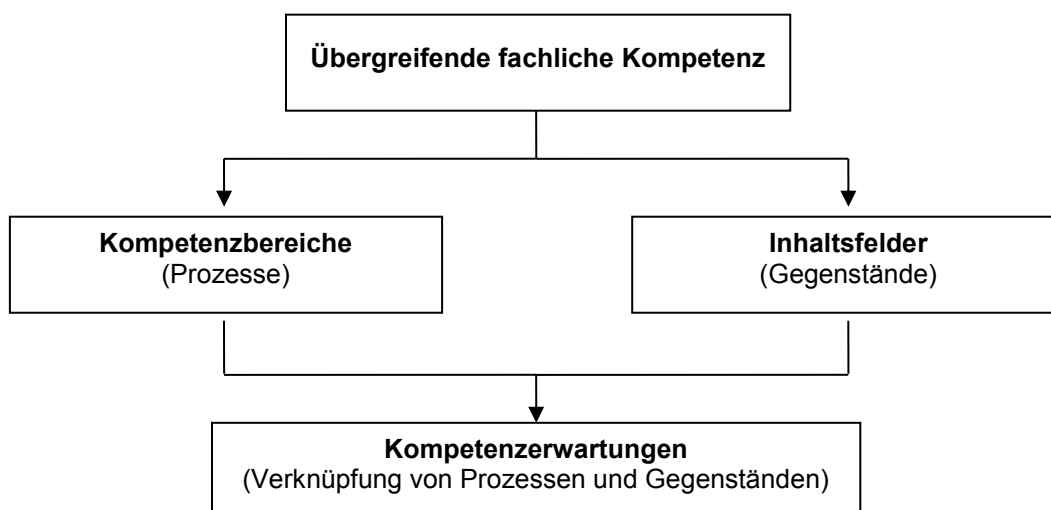 Übergreifende fachliche Kompetenz
Kompetenzbereiche
(Prozesse)
Inhaltsfelder
(Gegenstände)
Kompetenzerwartungen
(Verknüpfung von Prozessen und Gegenständen)